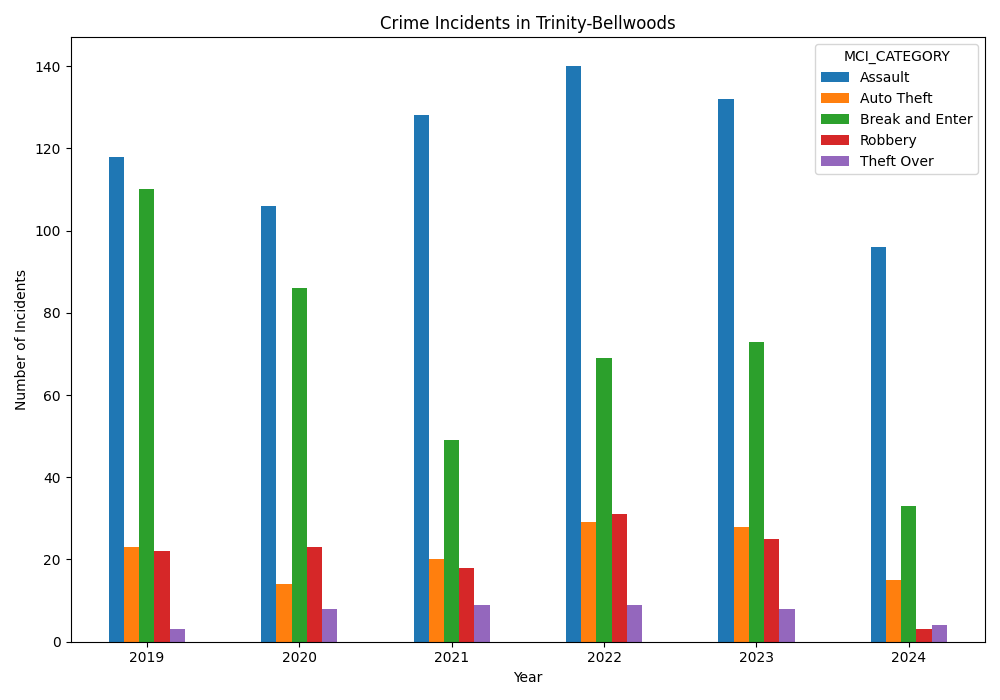 Crime Incidents in Trinity-Bellwoods
MCI_CATEGORY
Assault
Auto Theft
Break and Enter
Robbery
Theft Over
Number of Incidents
140
120
100
80
60
40
20
0
2019 2020 2021 2022 2023 2024
Year